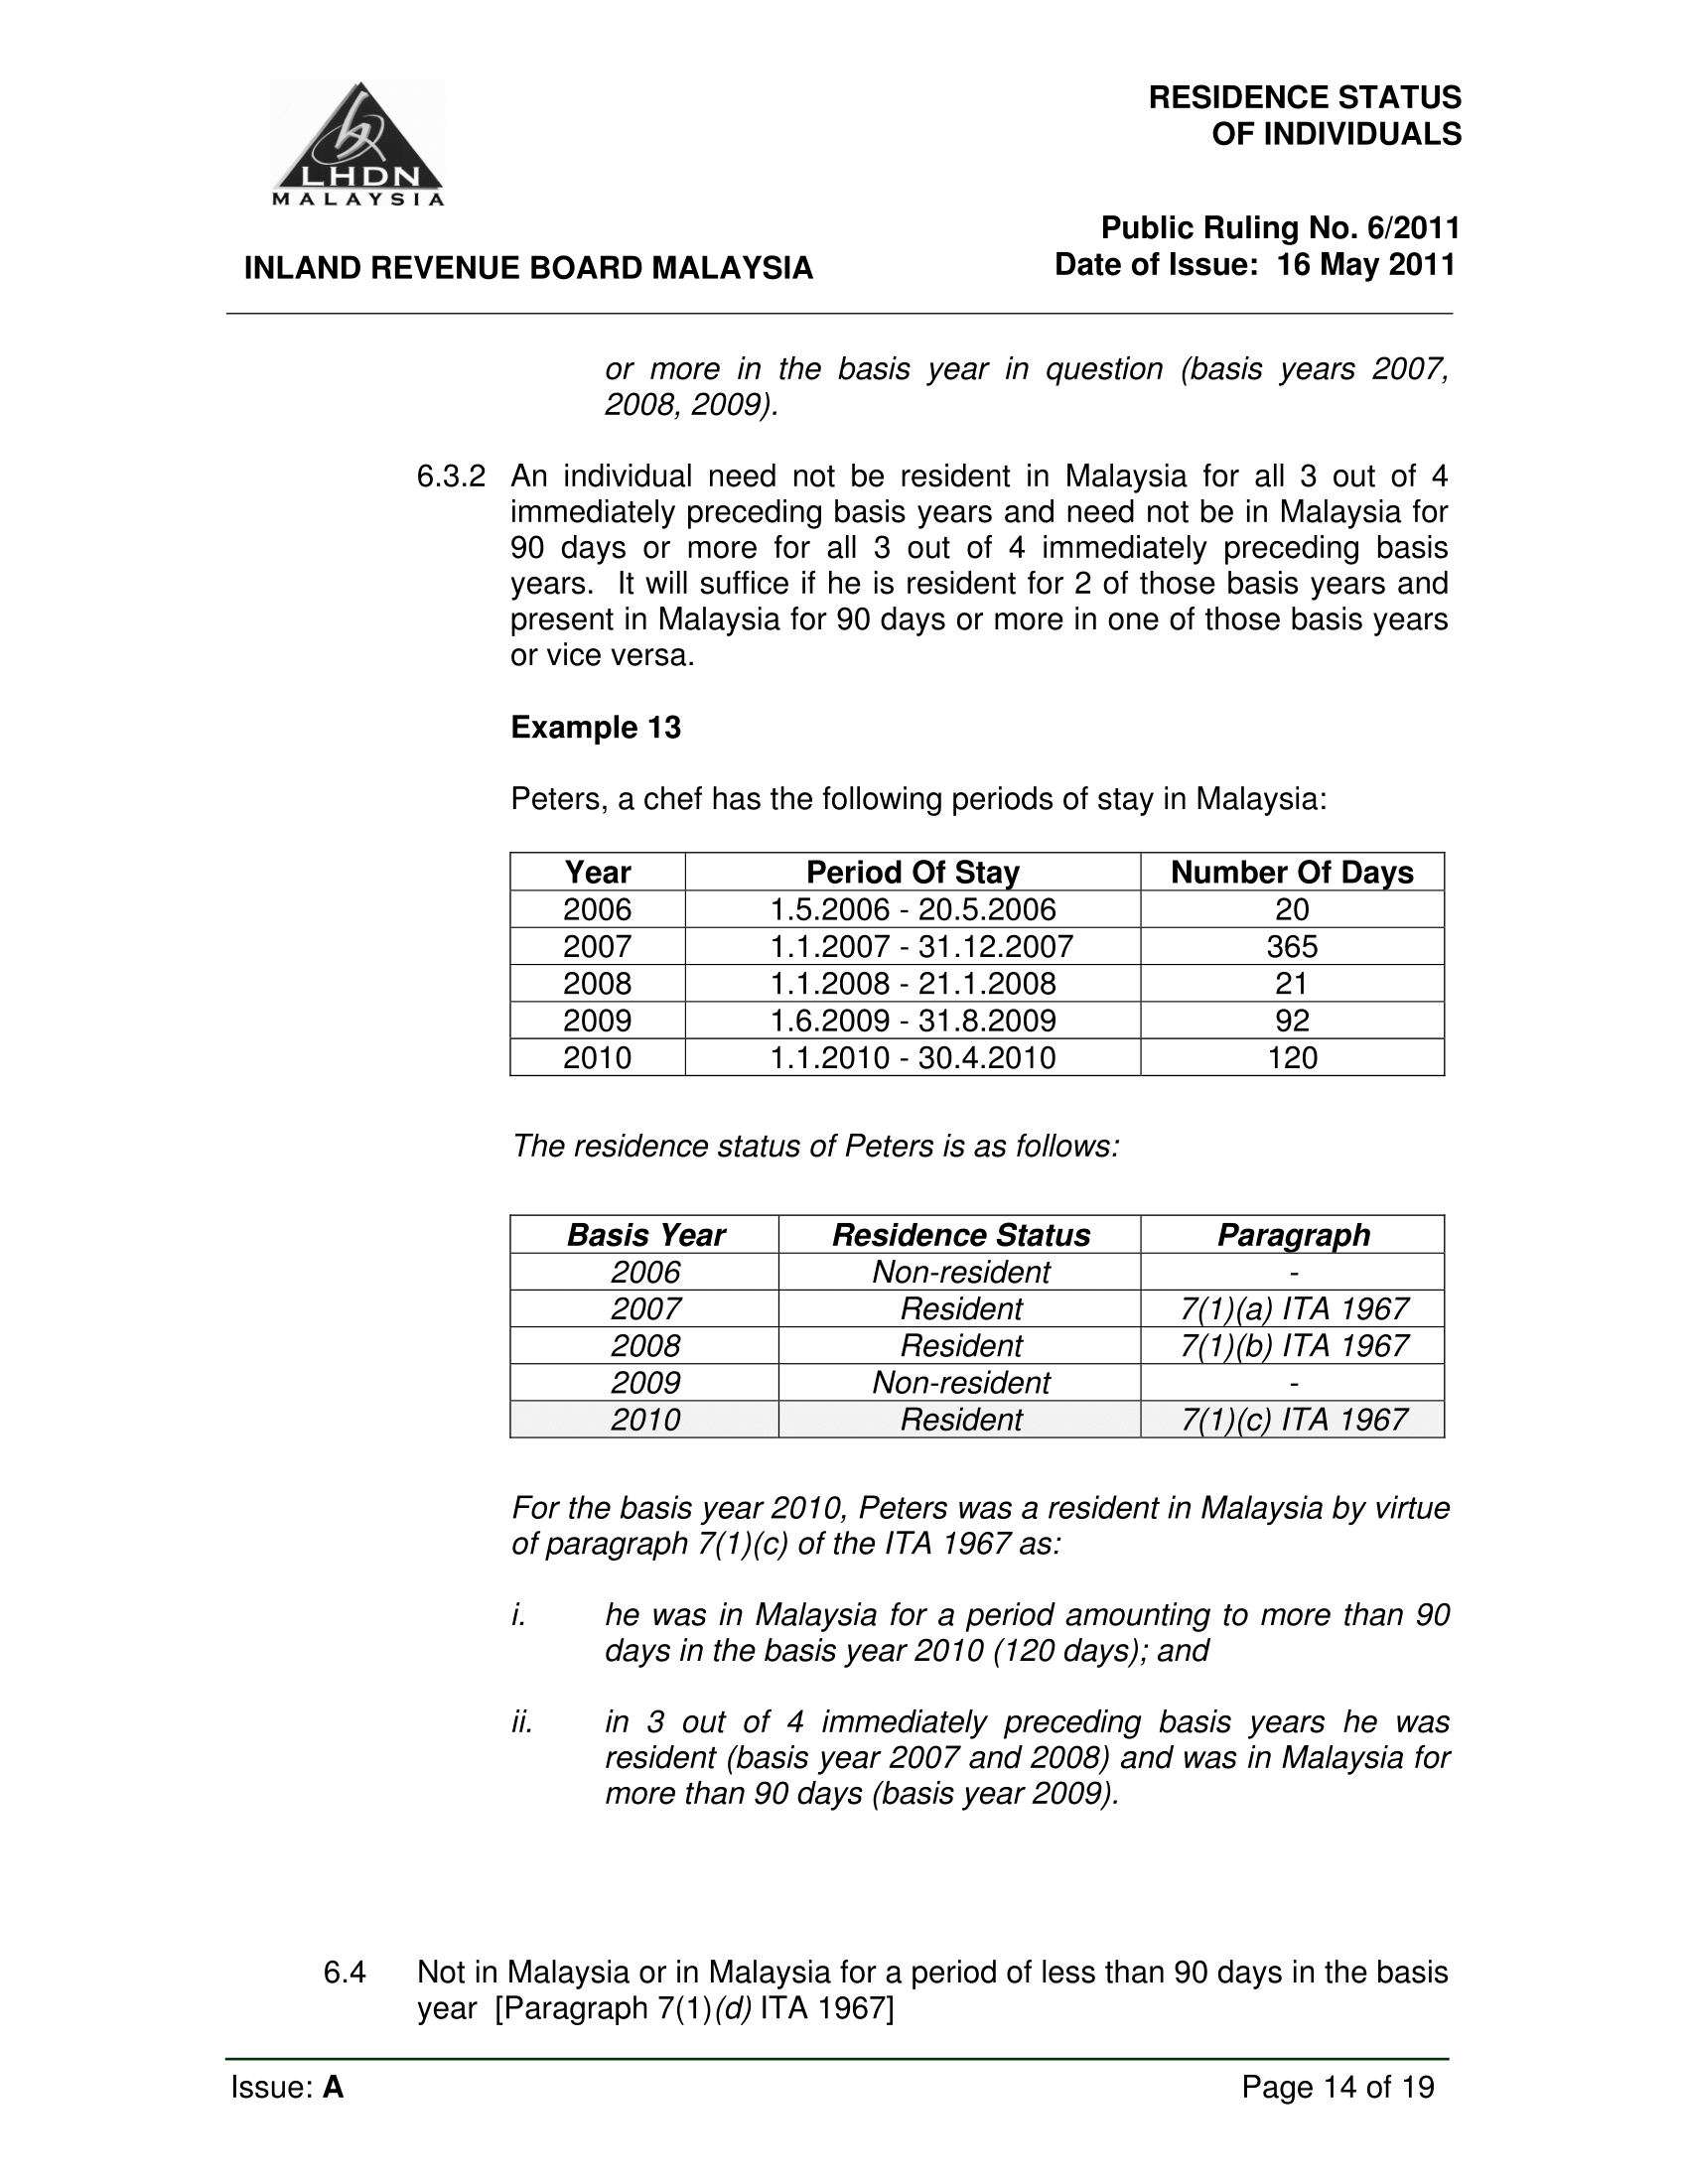 LHDN
MALAYSIA
RESIDENCE STATUS
OF INDIVIDUALS
Public Ruling No. 6/2011
INLAND REVENUE BOARD MALAYSIA
Date of Issue: 16 May 2011
or more in the basis year in question (basis years 2007,
2008, 2009).
6.3.2 An individual need not be resident in Malaysia for all 3 out of 4
immediately preceding basis years and need not be in Malaysia for
90 days or more for all 3 out of 4 immediately preceding basis
years. It will suffice if he is resident for 2 of those basis years and
present in Malaysia for 90 days or more in one of those basis years
or vice versa.
Example 13
Peters, a chef has the following periods of stay in Malaysia:
Year Period Of Stay Number Of Days
2006 1.5.2006 - 20.5.2006 20
2007 1.1.2007 - 31.12.2007 365
2008 1.1.2008 - 21.1.2008 21
2009 1.6.2009 - 31.8.2009 92
2010 1.1.2010 - 30.4.2010 120
The residence status of Peters is as follows:
Basis Year Residence Status Paragraph
2006 Non-resident -
2007 Resident 7(1)(a) ITA 1967
2008 Resident 7(1)(b) ITA 1967
2009 Non-resident -
2010 Resident 7(1)(c) ITA 1967
For the basis year 2010, Peters was a resident in Malaysia by virtue
of paragraph 7(1)(c) of the ITA 1967 as:
i. he was in Malaysia for a period amounting to more than 90
days in the basis year 2010 (120 days); and
ii. in 3 out of 4 immediately preceding basis years he was
resident (basis year 2007 and 2008) and was in Malaysia for
more than 90 days (basis year 2009).
6.4 Not in Malaysia or in Malaysia for a period of less than 90 days in the basis
year [Paragraph 7(1)(d) ITA 1967]
Issue: A Page 14 of 19